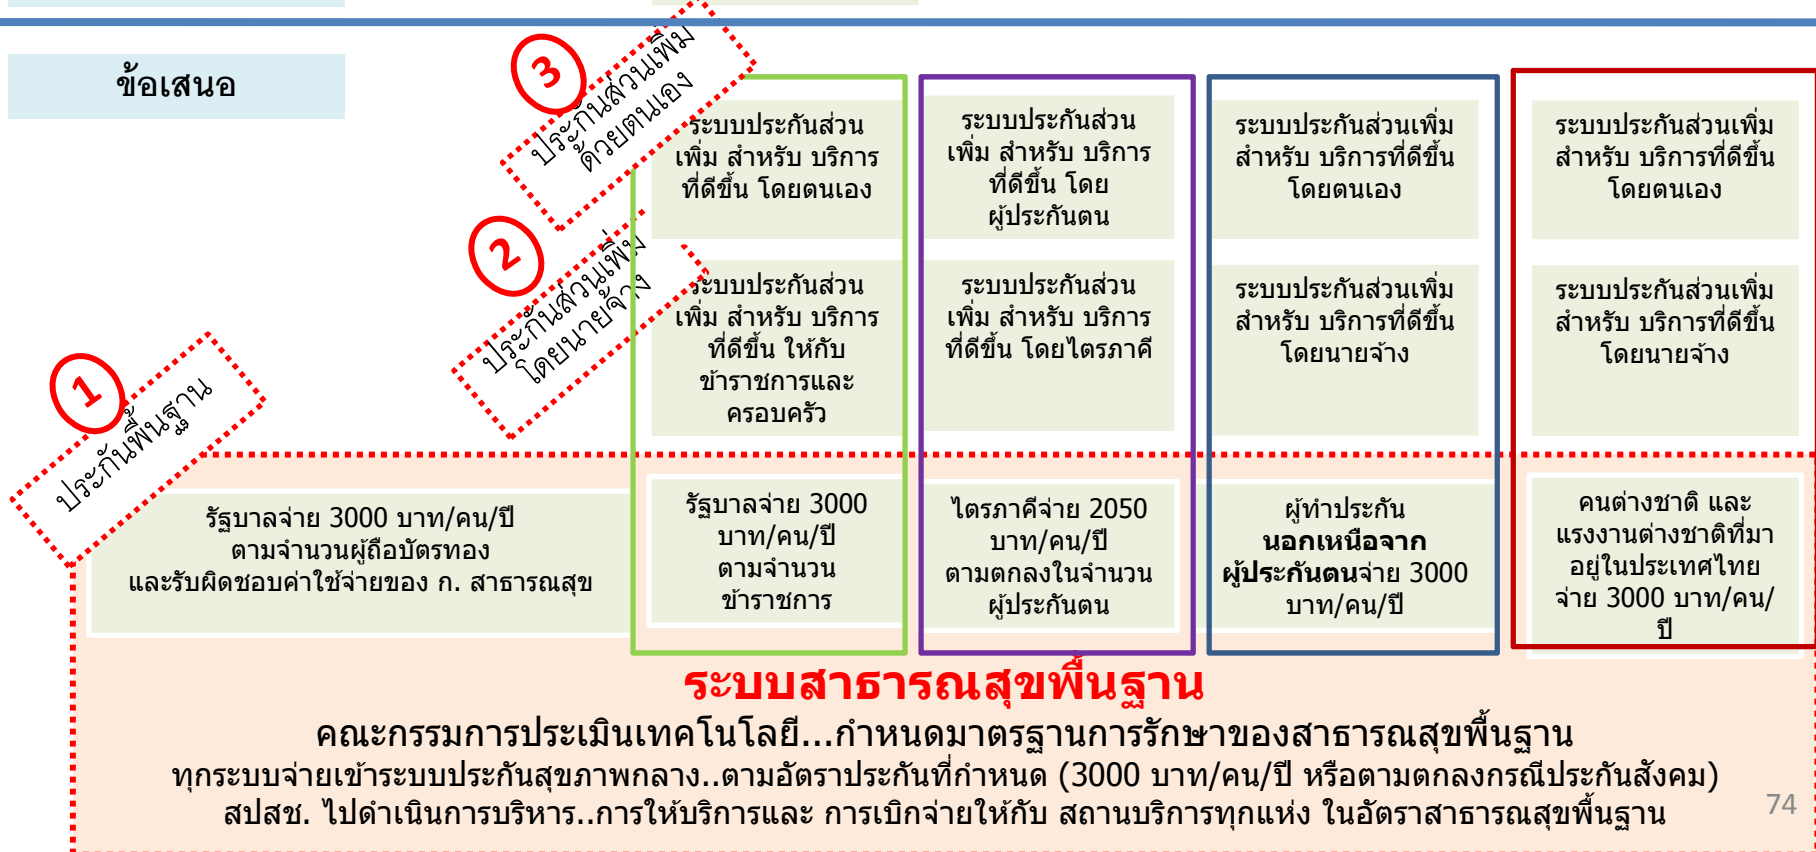 ข้อเสนอ
3
ประกันส่วนเพิ่ม
ด้วยตนเอง
ระบบประกันส่วน
เพิ่ม สำหรับ บริการ
ที่ดีขึ้น โดยตนเอง
ระบบประกันส่วน
เพิ่ม สำหรับ บริการ
ที่ดีขึ้น โดย
ผู้ประกันตน
ระบบประกันส่วนเพิ่ม
สำหรับ บริการที่ดีขึ้น
โดยตนเอง
ระบบประกันส่วนเพิ่ม
สำหรับ บริการที่ดีขึ้น
โดยตนเอง
2
ประกันส่วนเพิ่ม
โดยนายจ้าง
ระบบประกันส่วน
เพิ่ม สำหรับ บริการ
ที่ดีขึ้น ให้กับ
ข้าราชการและ
ครอบครัว
ระบบประกันส่วน
เพิ่ม สำหรับ บริการ
ที่ดีขึ้น โดยไตรภาคี
ระบบประกันส่วนเพิ่ม
สำหรับ บริการที่ดีขึ้น
โดยนายจ้าง
ระบบประกันส่วนเพิ่ม
สำหรับ บริการที่ดีขึ้น
โดยนายจ้าง
1
ประกันพื้นฐาน
รัฐบาลจ่าย 3000 บาท/คน/ปี
ตามจำนวนผู้ถือบัตรทอง
และรับผิดชอบค่าใช้จ่ายของ ก. สาธารณสุข
รัฐบาลจ่าย 3000
บาท/คน/ปี
ตามจำนวน
ข้าราชการ
ไตรภาคีจ่าย 2050
บาท/คน/ปี
ตามตกลงในจำนวน
ผู้ประกันตน
ผู้ทำประกัน
นอกเหนือจาก
ผู้ประกันตนจ่าย 3000
บาท/คน/ปี
คนต่างชาติ และ
แรงงานต่างชาติที่มา
อยู่ในประเทศไทย
จ่าย 3000 บาท/คน/
ปี
ระบบสาธารณสุขพื้นฐาน
คณะกรรมการประเมินเทคโนโลยี...กำหนดมาตรฐานการรักษาของสาธารณสุขพื้นฐาน
ทุกระบบจ่ายเข้าระบบประกันสุขภาพกลาง..ตามอัตราประกันที่กำหนด (3000 บาท/คน/ปี หรือตามตกลงกรณีประกันสังคม)
สปสช. ไปดำเนินการบริหาร..การให้บริการและ การเบิกจ่ายให้กับ สถานบริการทุกแห่ง ในอัตราสาธารณสุขพื้นฐาน
74